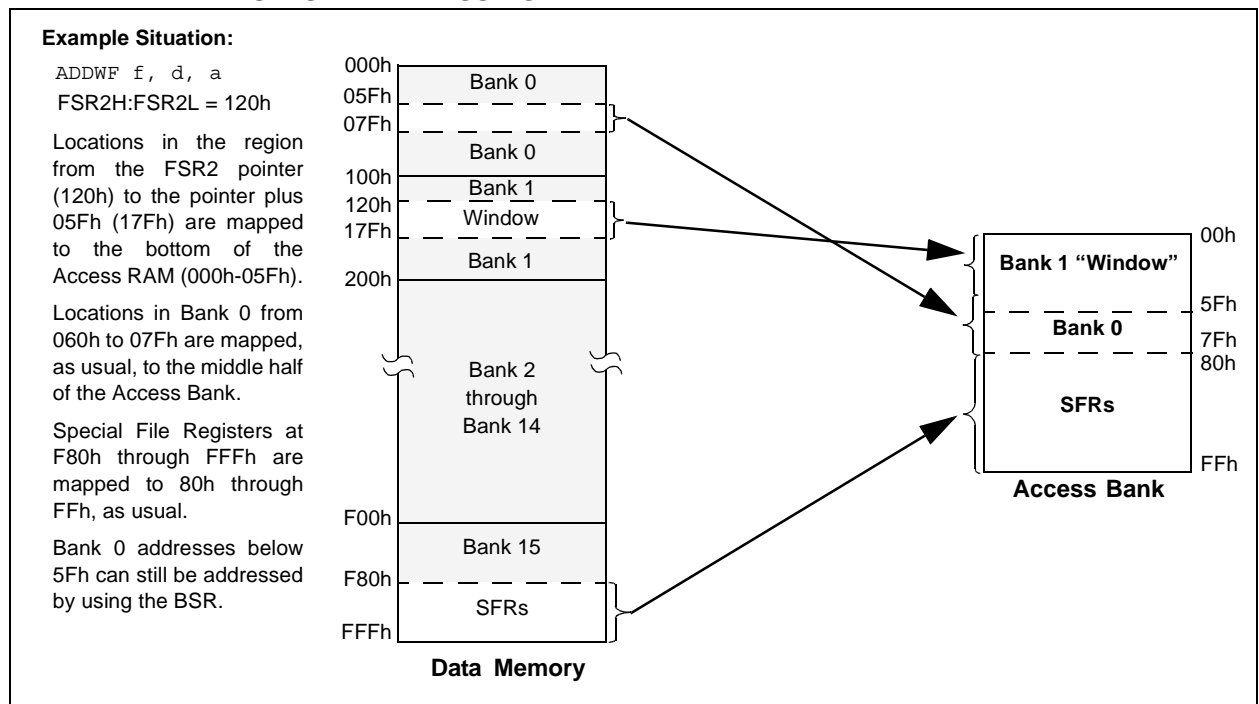 Example Situation:
ADDWF f, d, a
FSR2H:FSR2L = 120h
Locations in the region
from the FSR2 pointer
(120h) to the pointer plus
05Fh (17Fh) are mapped
to the bottom of the
Access RAM (000h-05Fh).
Locations in Bank 0 from
060h to 07Fh are mapped,
as usual, to the middle half
of the Access Bank.
Special File Registers at
F80h through FFFh are
mapped to 80h through
FFh, as usual.
Bank 0 addresses below
5Fh can still be addressed
by using the BSR.
000h
Bank 0
05Fh
07Fh
Bank 0
100h
Bank 1
120h
Window
17Fh
Bank 1
200h
Bank 2
through
Bank 14
F00h
Bank 15
F80h
SFRs
FFFh
Data Memory
00h
Bank 1 “Window”
5Fh
Bank 0
7Fh
80h
SFRs
FFh
Access Bank